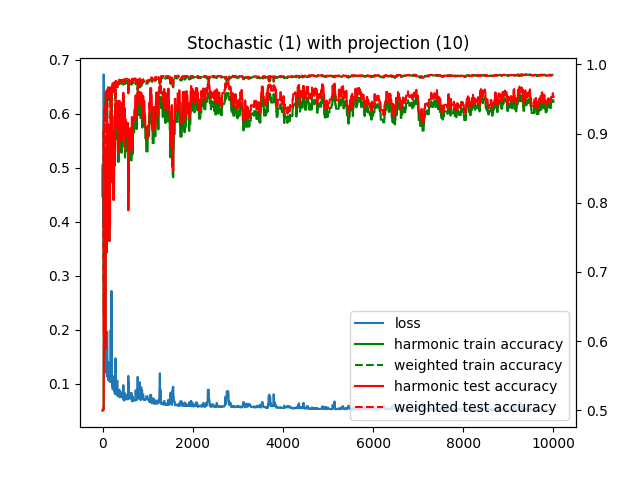 Stochastic (1) with projection (10)
0.7
0.6
0.5
0.4
0.3
0.2
0.1
1.0
0.9
0.8
0.7
0.6
0.5
loss
harmonic train accuracy
weighted train accuracy
harmonic test accuracy
weighted test accuracy
0 2000 4000 6000 8000 10000